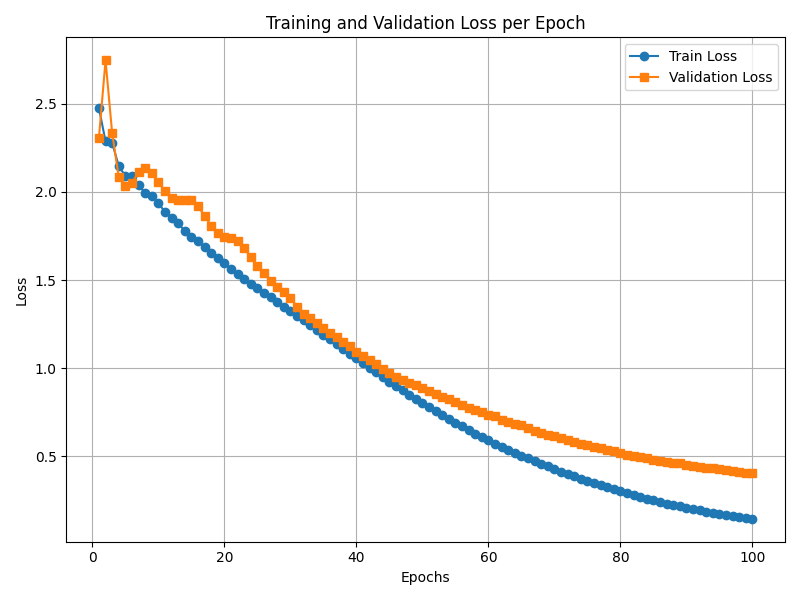 Training and Validation Loss per Epoch
Train Loss
Validation Loss
2.5
2.0
1.5
1.0
0.5
Loss
0 20 40 60 80 100
Epochs